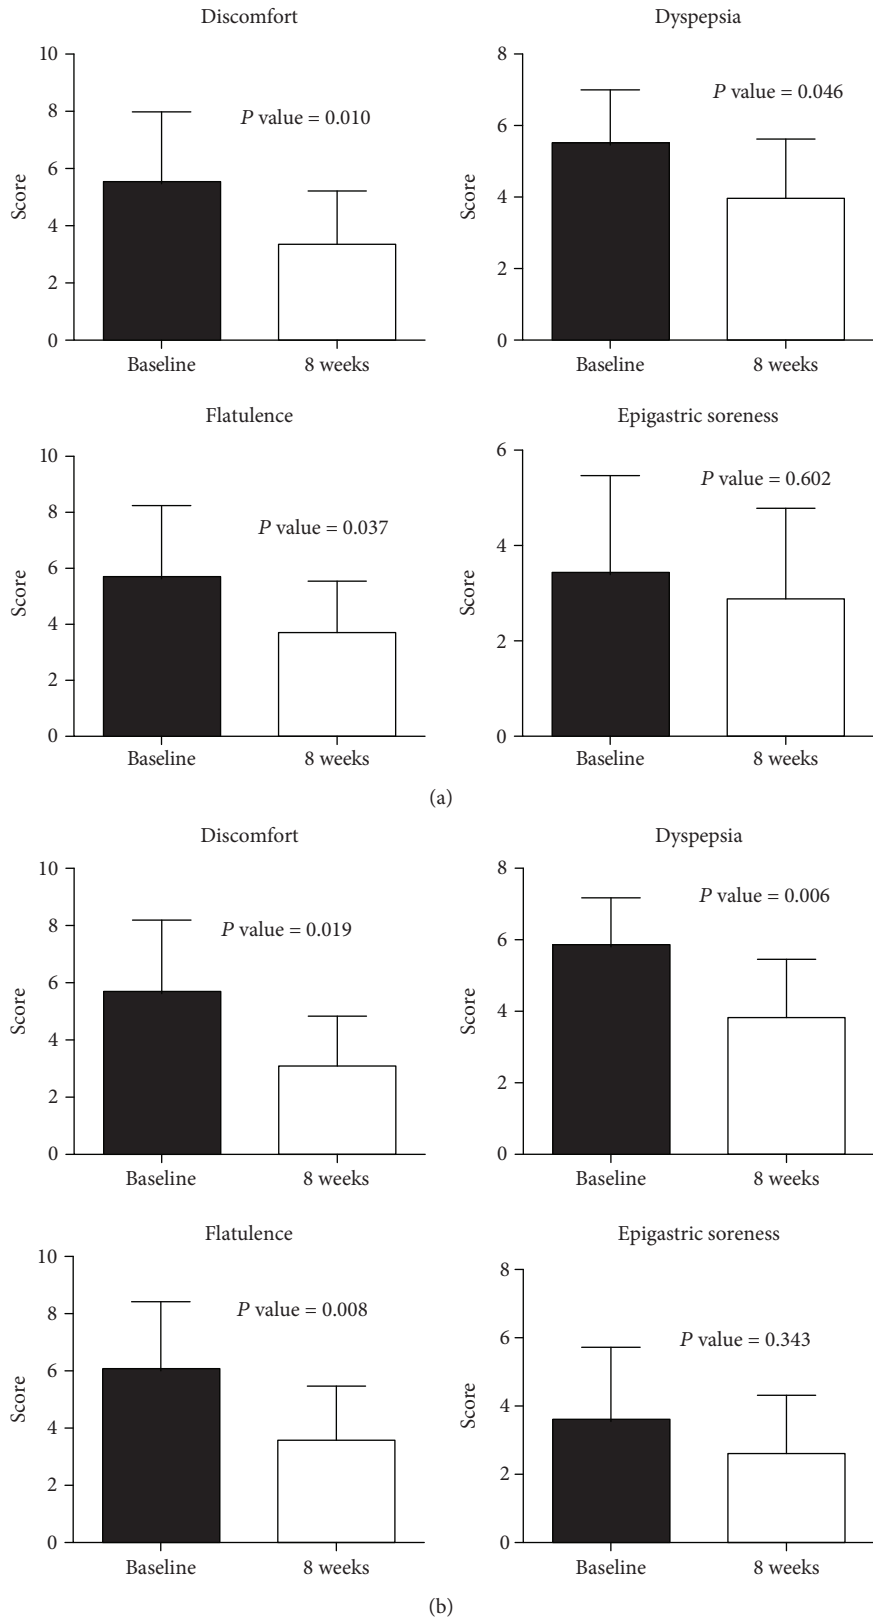 Discomfort
10
8
6
4
2
0
Score
P value = 0.010
Baseline
8 weeks
Dyspepsia
8
6
4
2
0
Score
P value = 0.046
Baseline
8 weeks
Flatulence
10
8
6
4
2
0
Score
P value = 0.037
Baseline
8 weeks
Epigastric soreness
6
4
2
0
Score
P value = 0.602
Baseline
8 weeks
(a)
Discomfort
10
8
6
4
2
0
Score
P value = 0.019
Baseline
8 weeks
Dyspepsia
8
6
4
2
0
Score
P value = 0.006
Baseline
8 weeks
Flatulence
10
8
6
4
2
0
Score
P value = 0.008
Baseline
8 weeks
Epigastric soreness
8
6
4
2
0
Score
P value = 0.343
Baseline
8 weeks
(b)